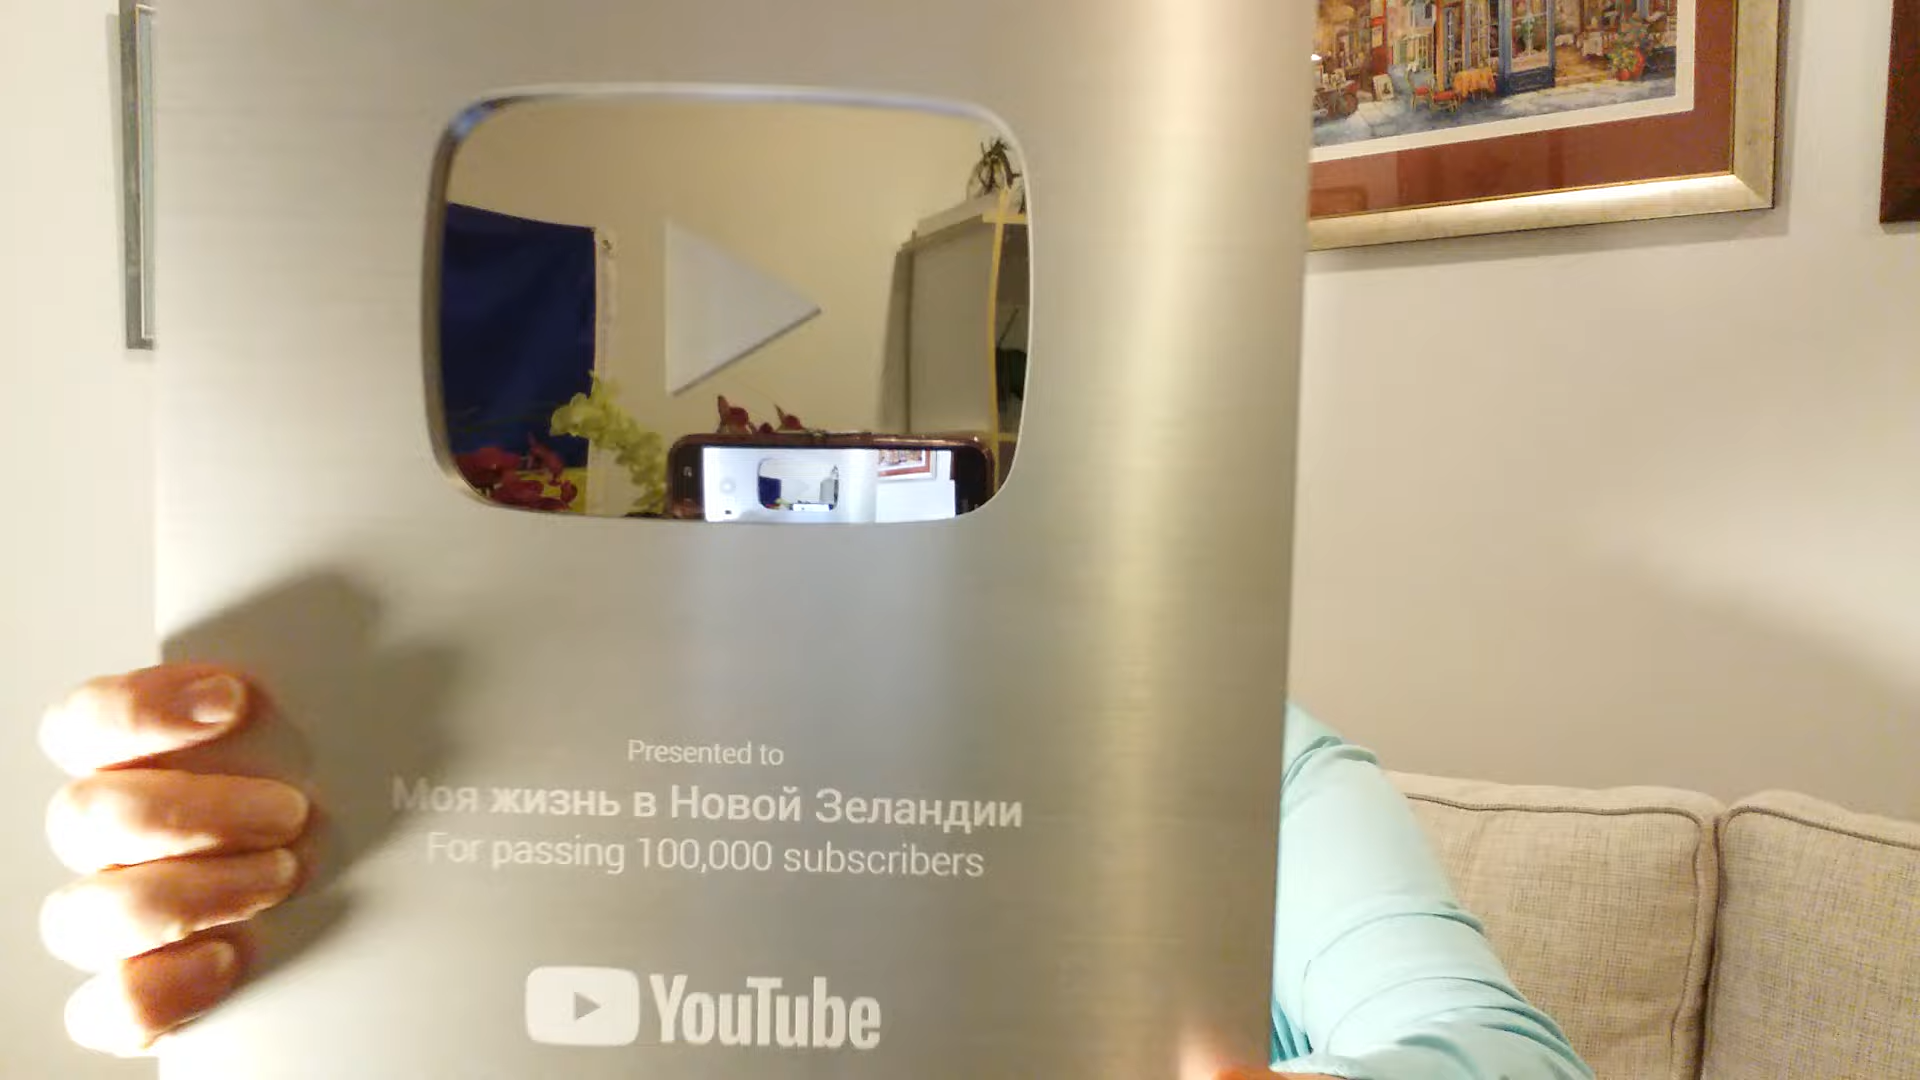 Presented to
Моя жизнь в Новой Зеландии
For passing 100,000 subscribers
YouTube